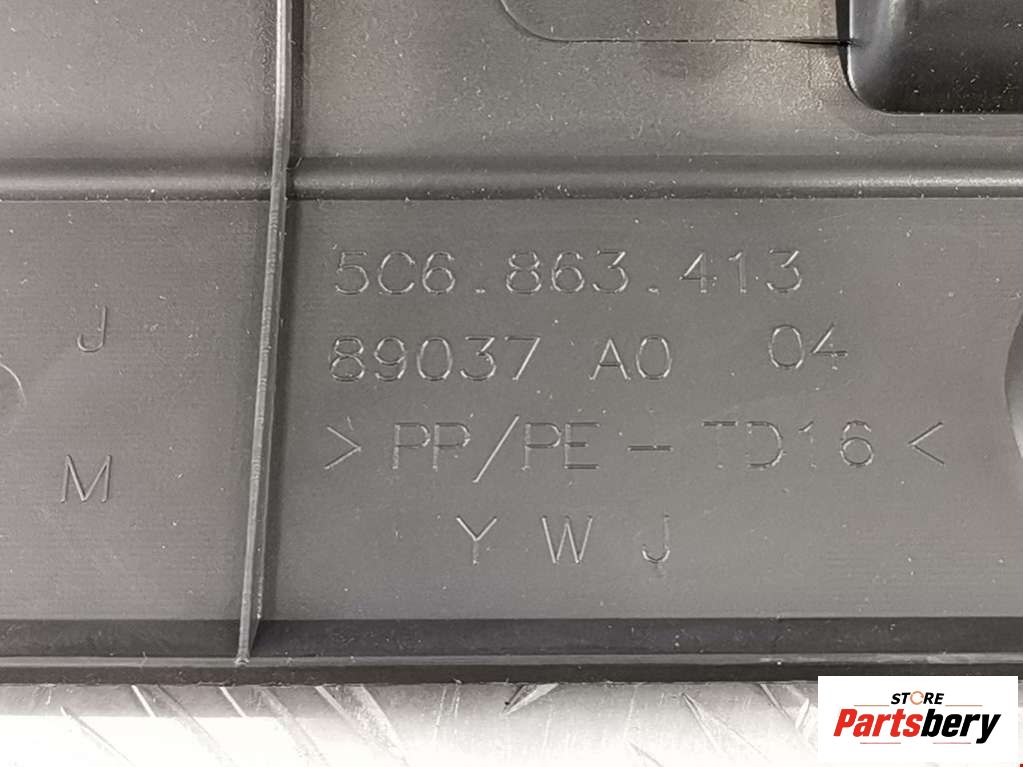 5C6.863.413
J
89037 A0 04
>PP/PE-TD16<
M
Y W J
STORE
Partsbery